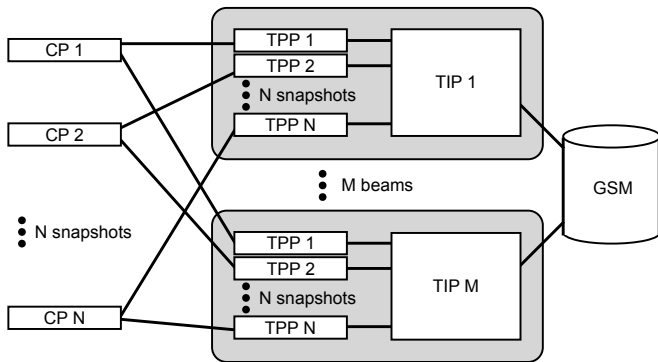 CP 1
CP 2
N snapshots
CP N
TPP 1
TPP 2
N snapshots
TPP N
TIP 1
M beams
TPP 1
TPP 2
N snapshots
TPP N
TIP M
GSM